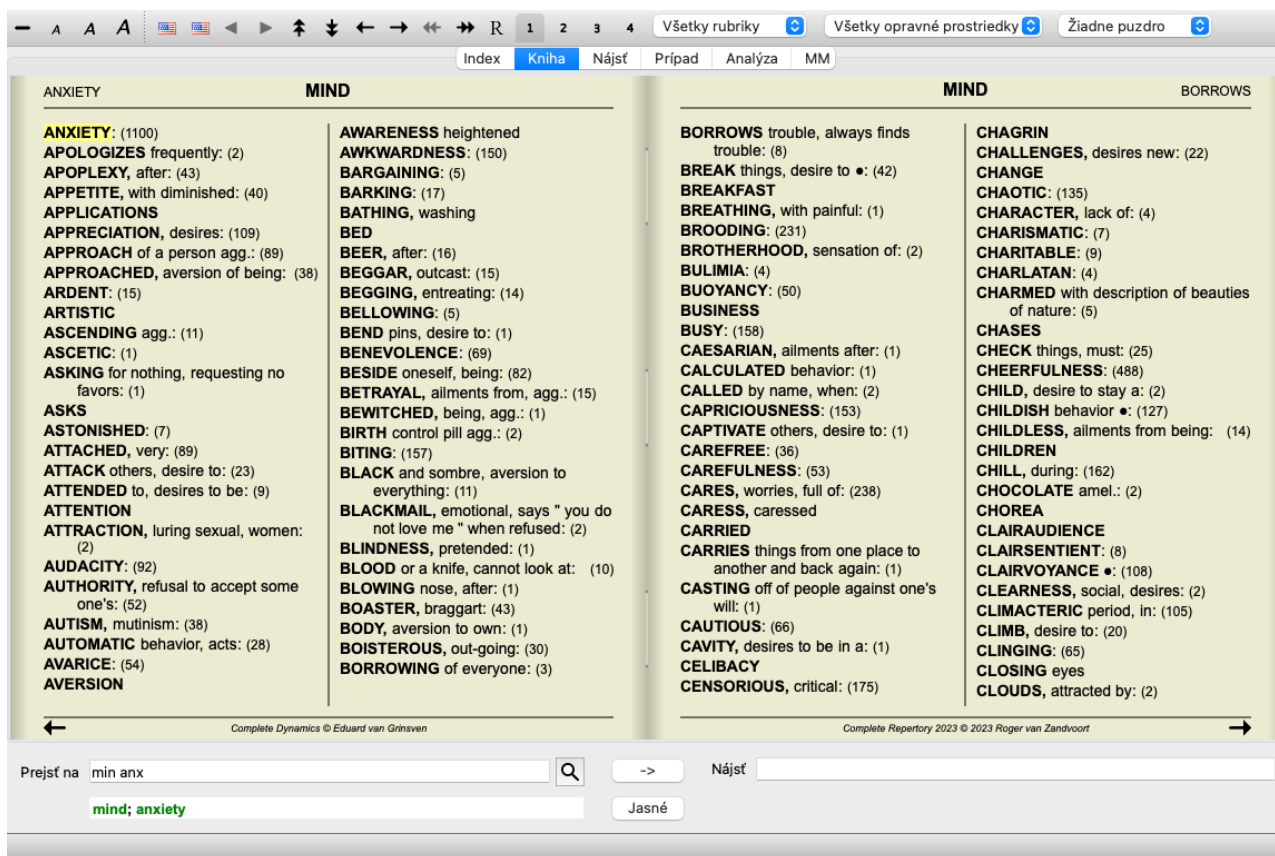 A A A R 1 2 3 4 Všetky rubriky Všetky opravné prostriedky Žiadne puzdro
Index Kniha Nájsť Prípad Analýza MM
ANXIETY MIND
ANXIETY: (1100)
APOLOGIZES frequently: (2)
APOPLEXY, after: (43)
APPETITE, with diminished: (40)
APPLICATIONS
APPRECIATION, desires: (109)
APPROACH of a person agg.: (89)
APPROACHED, aversion of being: (38)
ARDENT: (15)
ARTISTIC
ASCENDING agg.: (11)
ASCETIC: (1)
ASKING for nothing, requesting no
favors: (1)
ASKS
ASTONISHED: (7)
ATTACHED, very: (89)
ATTACK others, desire to: (23)
ATTENDED to, desires to be: (9)
ATTENTION
ATTRACTION, luring sexual, women:
(2)
AUDACITY: (92)
AUTHORITY, refusal to accept some
one's: (52)
AUTISM, mutinism: (38)
AUTOMATIC behavior, acts: (28)
AVARICE: (54)
AVERSION
AWARENESS heightened
AWKWARDNESS: (150)
BARGAINING: (5)
BARKING: (17)
BATHING, washing
BED
BEER, after: (16)
BEGGAR, outcast: (15)
BEGGING, entreating: (14)
BELLOWING: (5)
BEND pins, desire to: (1)
BENEVOLENCE: (69)
BESIDE oneself, being: (82)
BETRAYAL, ailments from, agg.: (15)
BEWITCHED, being, agg.: (1)
BIRTH control pill agg.: (2)
BITING: (157)
BLACK and sombre, aversion to
everything: (11)
BLACKMAIL, emotional, says " you do
not love me " when refused: (2)
BLINDNESS, pretended: (1)
BLOOD or a knife, cannot look at: (10)
BLOWING nose, after: (1)
BOASTER, braggart: (43)
BODY, aversion to own: (1)
BOISTEROUS, out-going: (30)
BORROWING of everyone: (3)
Complete Dynamics © Eduard van Grinsven
MIND BORROWS
BORROWS trouble, always finds
trouble: (8)
BREAK things, desire to ●: (42)
BREAKFAST
BREATHING, with painful: (1)
BROODING: (231)
BROTHERHOOD, sensation of: (2)
BULIMIA: (4)
BUOYANCY: (50)
BUSINESS
BUSY: (158)
CAESARIAN, ailments after: (1)
CALCULATED behavior: (1)
CALLED by name, when: (2)
CAPRICIOUSNESS: (153)
CAPTIVATE others, desire to: (1)
CAREFREE: (36)
CAREFULNESS: (53)
CARES, worries, full of: (238)
CARESS, caressed
CARRIED
CARRIES things from one place to
another and back again: (1)
CASTING off of people against one's
will: (1)
CAUTIOUS: (66)
CAVITY, desires to be in a: (1)
CELIBACY
CENSORIOUS, critical: (175)
CHAGRIN
CHALLENGES, desires new: (22)
CHANGE
CHAOTIC: (135)
CHARACTER, lack of: (4)
CHARISMATIC: (7)
CHARITABLE: (9)
CHARLATAN: (4)
CHARMED with description of beauties
of nature: (5)
CHASES
CHECK things, must: (25)
CHEERFULNESS: (488)
CHILD, desire to stay a: (2)
CHILDISH behavior ●: (127)
CHILDLESS, ailments from being: (14)
CHILDREN
CHILL, during: (162)
CHOCOLATE amel.: (2)
CHOREA
CLAIRAUDIENCE
CLAIRSENTIENT: (8)
CLAIRVOYANCE ●: (108)
CLEARNESS, social, desires: (2)
CLIMACTERIC period, in: (105)
CLIMB, desire to: (20)
CLINGING: (65)
CLOSING eyes
CLOUDS, attracted by: (2)
Complete Repertory 2023 © 2023 Roger van Zandvoort
Prejsť na min anx -> Nájsť
mind; anxiety Jasné